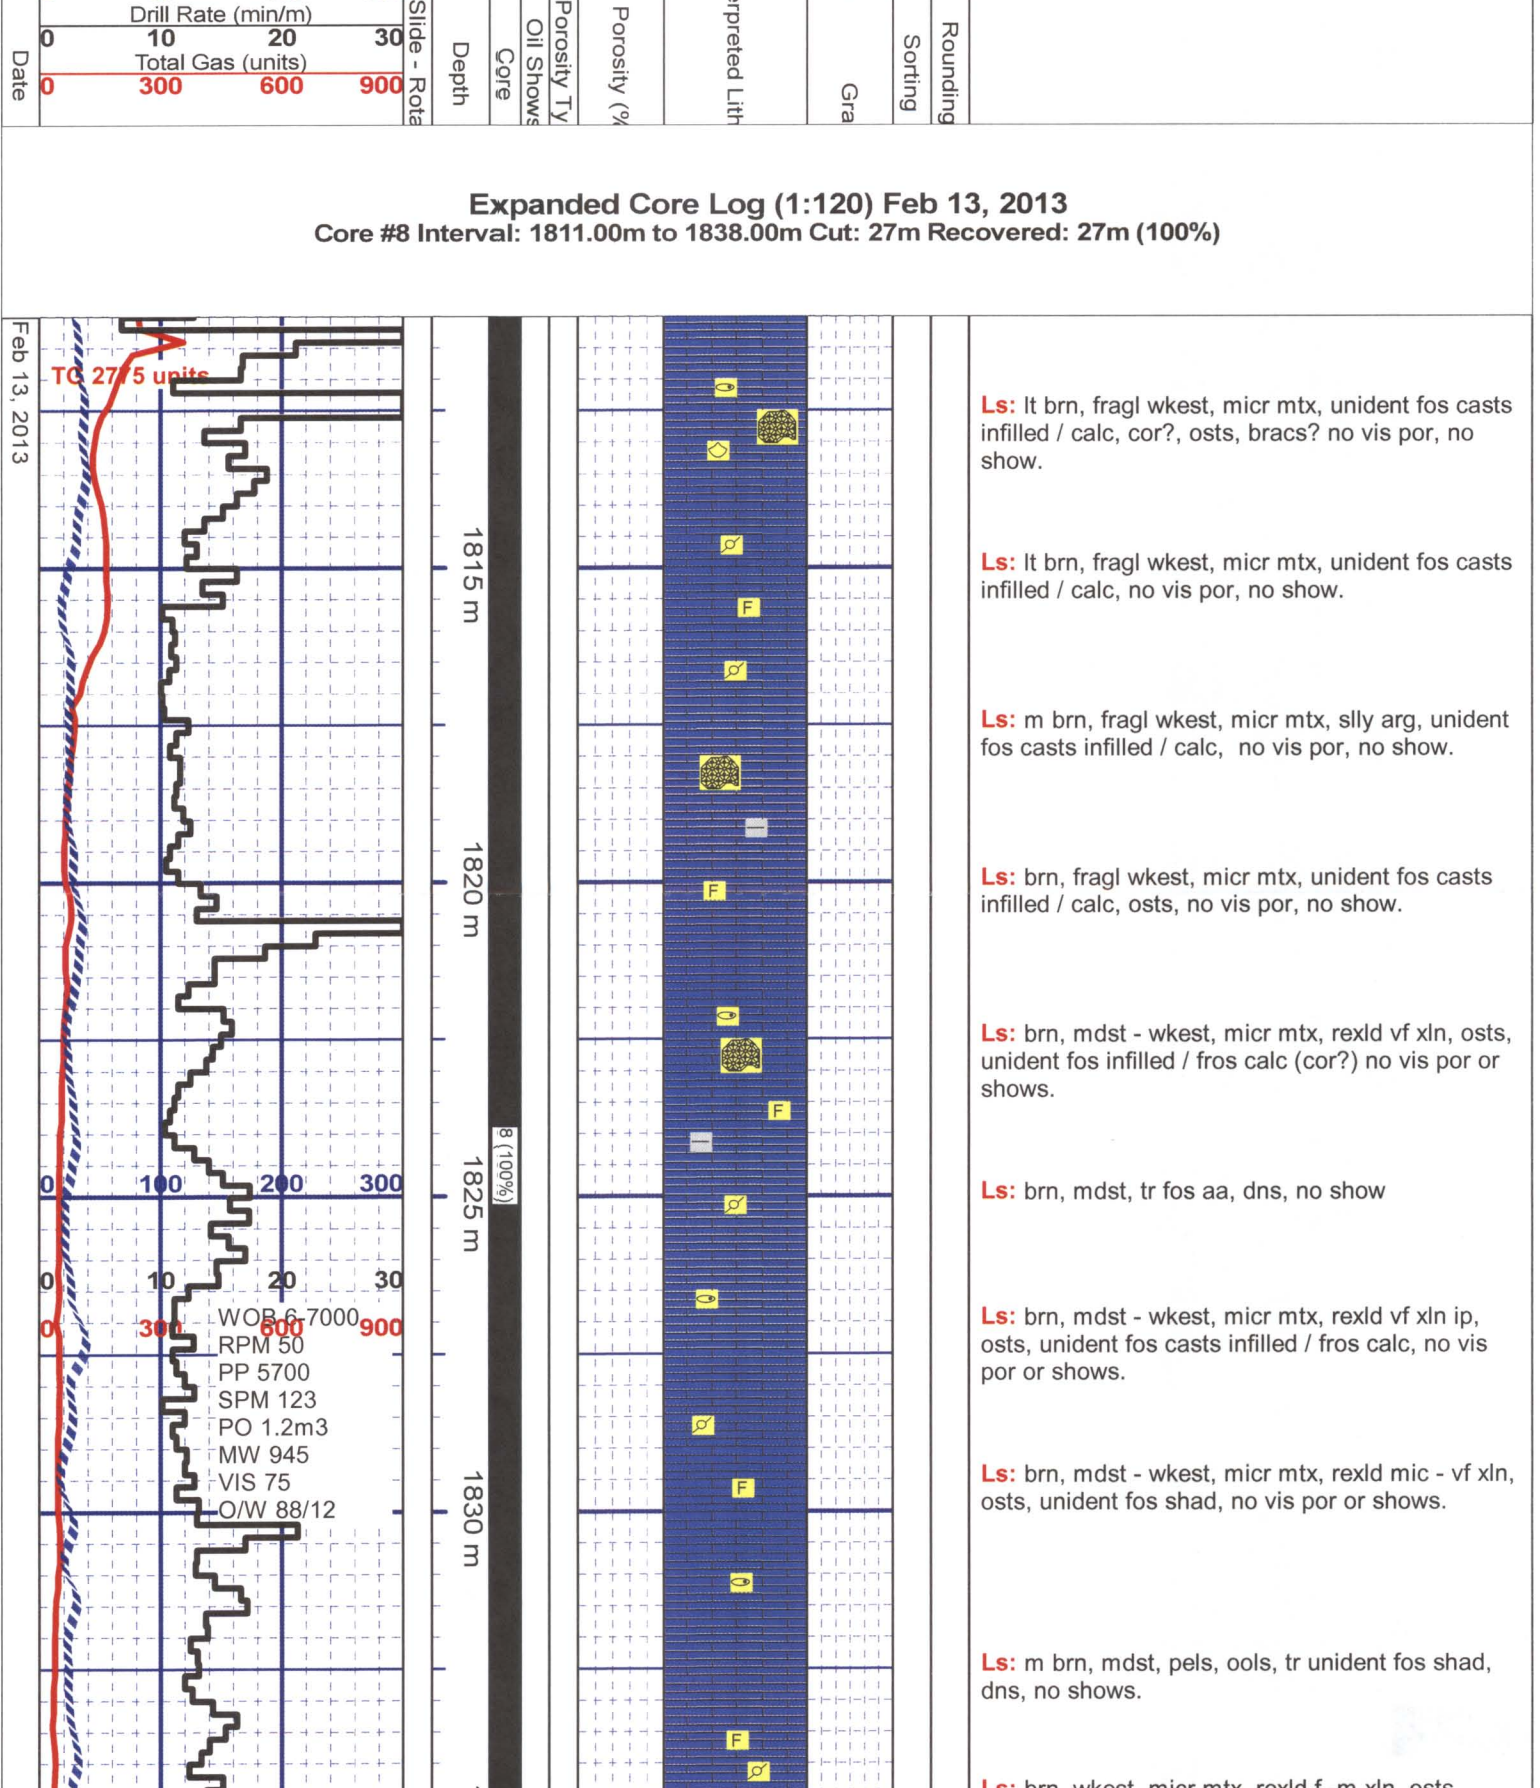 Drill Rate (min/m)
0 10 20 30
Total Gas (units)
0 300 600 900
Date
Slide - Rota
Depth
Core
Oil Shows
Porosity Ty
Porosity (%
erpreted Lith
Gra
Sorting
Rounding
Expanded Core Log (1:120) Feb 13, 2013
Core #8 Interval: 1811.00m to 1838.00m Cut: 27m Recovered: 27m (100%)
Feb 13, 2013
TG 2775 units
Ls: lt brn, fragl wkest, micr mtx, unident fos casts
infilled / calc, cor?, osts, bracs? no vis por, no
show.
1815 m
Ls: lt brn, fragl wkest, micr mtx, unident fos casts
infilled / calc, no vis por, no show.
F
Ls: m brn, fragl wkest, micr mtx, slly arg, unident
fos casts infilled / calc, no vis por, no show.
1820 m
F
Ls: brn, fragl wkest, micr mtx, unident fos casts
infilled / calc, osts, no vis por, no show.
Ls: brn, mdst - wkest, micr mtx, rexld vf xln, osts,
unident fos infilled / fros calc (cor?) no vis por or
shows.
F
8 (100%)
0 100 200 300
1825 m
Ls: brn, mdst, tr fos aa, dns, no show
0 10 20 30
0 300 600 900
WOB 6-7000
RPM 50
PP 5700
SPM 123
PO 1.2m3
MW 945
VIS 75
O/W 88/12
Ls: brn, mdst - wkest, micr mtx, rexld vf xln ip,
osts, unident fos casts infilled / fros calc, no vis
por or shows.
F
1830 m
Ls: brn, mdst - wkest, micr mtx, rexld mic - vf xln,
osts, unident fos shad, no vis por or shows.
Ls: m brn, mdst, pels, ools, tr unident fos shad,
dns, no shows.
F
Ls: brn, wkest, micr mtx, rexld f- m xln, osts,